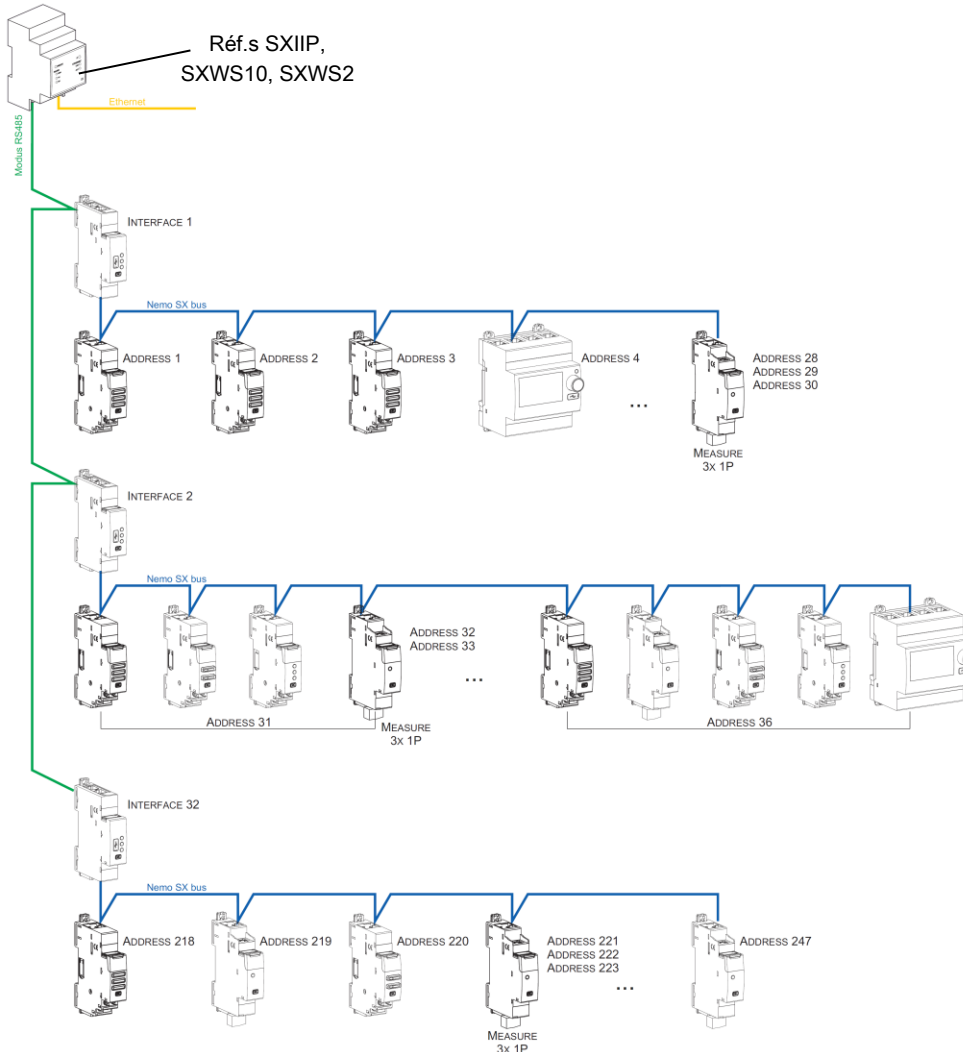 Réf.s SXIIP,
SXWS10, SXWS2
Ethernet
Modus RS485
INTERFACE 1
Nemo SX bus
ADDRESS 1
ADDRESS 2
ADDRESS 3
ADDRESS 4
...
ADDRESS 28
ADDRESS 29
ADDRESS 30
MEASURE
3X 1P
INTERFACE 2
Nemo SX bus
ADDRESS 32
ADDRESS 33
...
ADDRESS 31
MEASURE
3X 1P
ADDRESS 36
INTERFACE 32
Nemo SX bus
ADDRESS 218
ADDRESS 219
ADDRESS 220
ADDRESS 221
ADDRESS 222
ADDRESS 223
...
ADDRESS 247
MEASURE
3X 1P